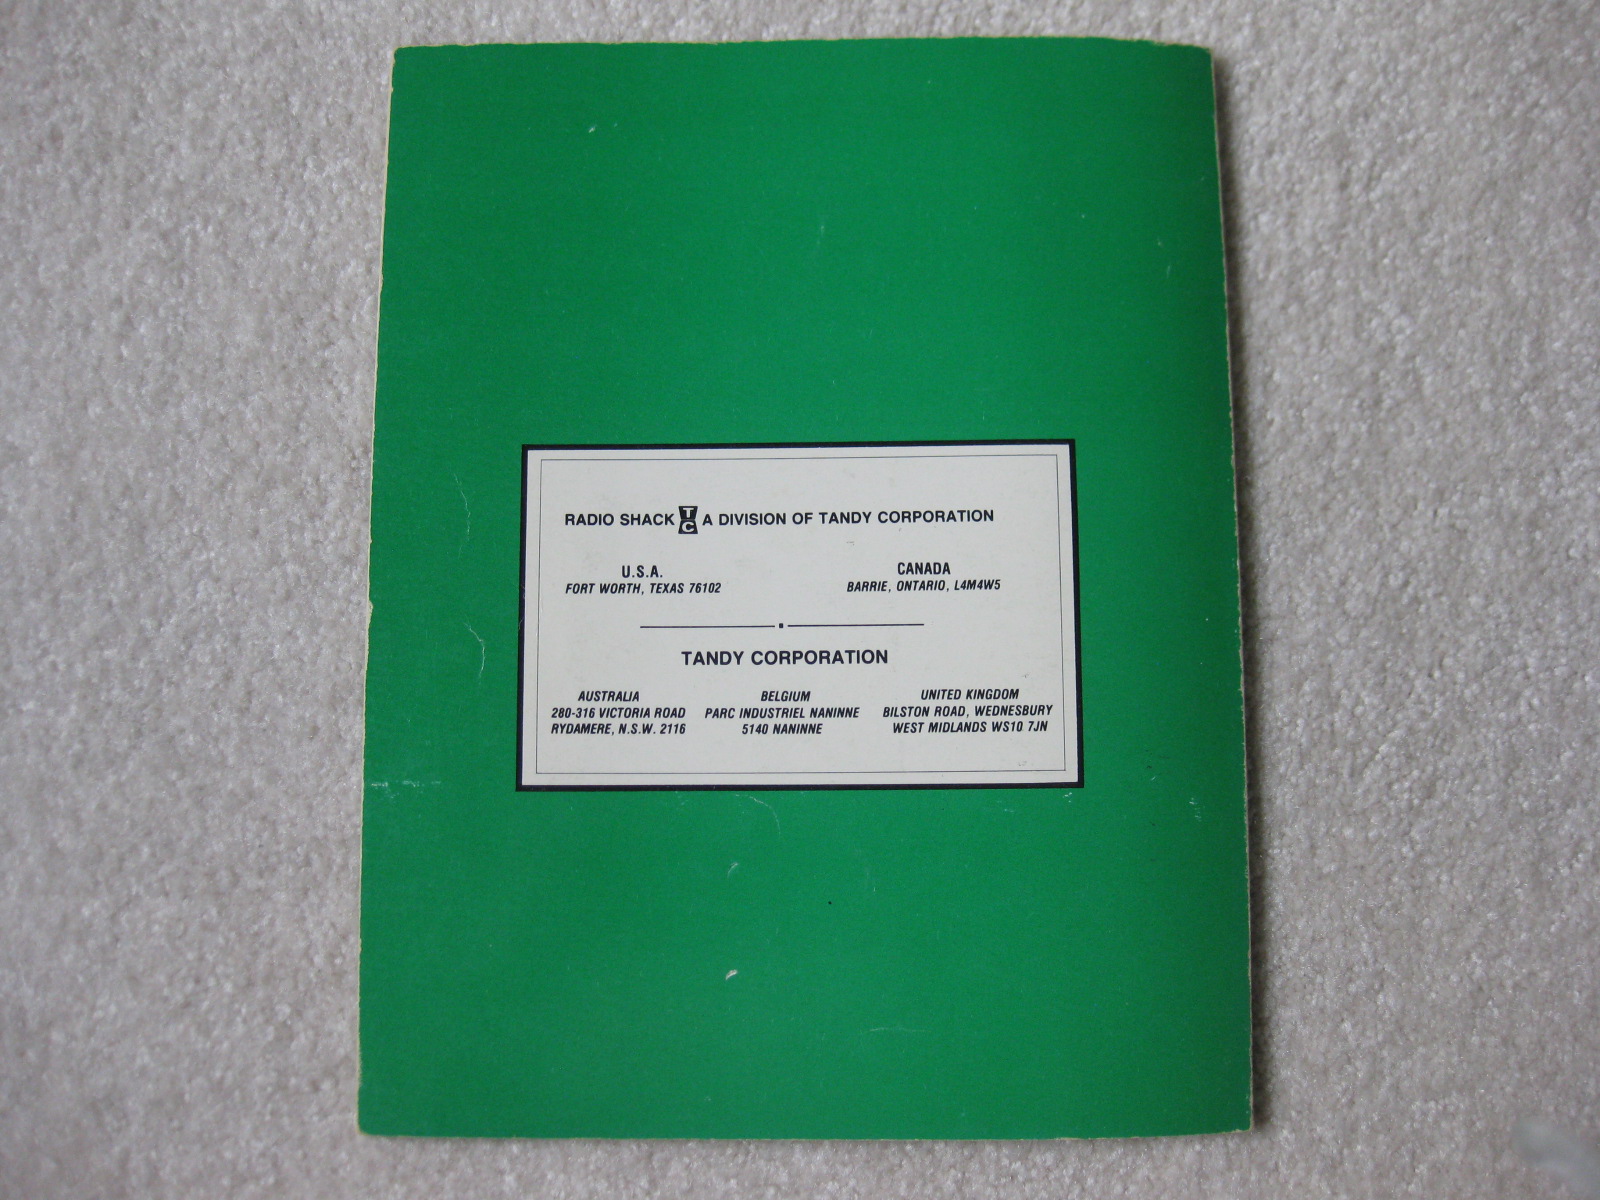 RADIO SHACK TC A DIVISION OF TANDY CORPORATION
U.S.A.
FORT WORTH, TEXAS 76102
CANADA
BARRIE, ONTARIO, L4M4W5
TANDY CORPORATION
AUSTRALIA
280-316 VICTORIA ROAD
RYDAMERE, N.S.W. 2116
BELGIUM
PARC INDUSTRIEL NANINNE
5140 NANINNE
UNITED KINGDOM
BILSTON ROAD, WEDNESBURY
WEST MIDLANDS WS10 7JN